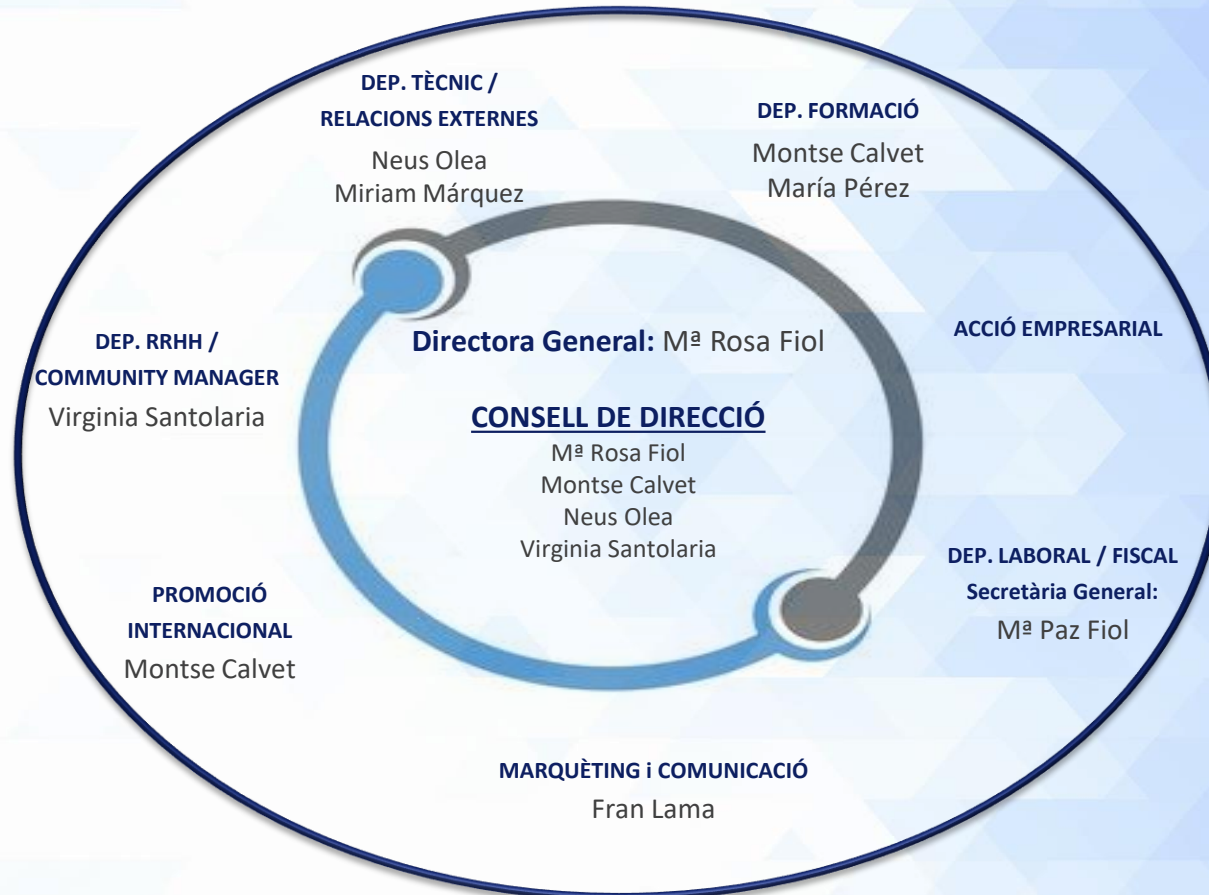 DEP. TÈCNIC /
RELACIONS EXTERNES
Neus Olea
Miriam Márquez
DEP. FORMACIÓ
Montse Calvet
María Pérez
DEP. RRHH /
COMMUNITY MANAGER
Virginia Santolaria
Directora General: Mª Rosa Fiol
CONSELL DE DIRECCIÓ
Mª Rosa Fiol
Montse Calvet
Neus Olea
Virginia Santolaria
ACCIÓ EMPRESARIAL
DEP. LABORAL / FISCAL
Secretària General:
Mª Paz Fiol
PROMOCIÓ
INTERNACIONAL
Montse Calvet
MARQUÈTING i COMUNICACIÓ
Fran Lama